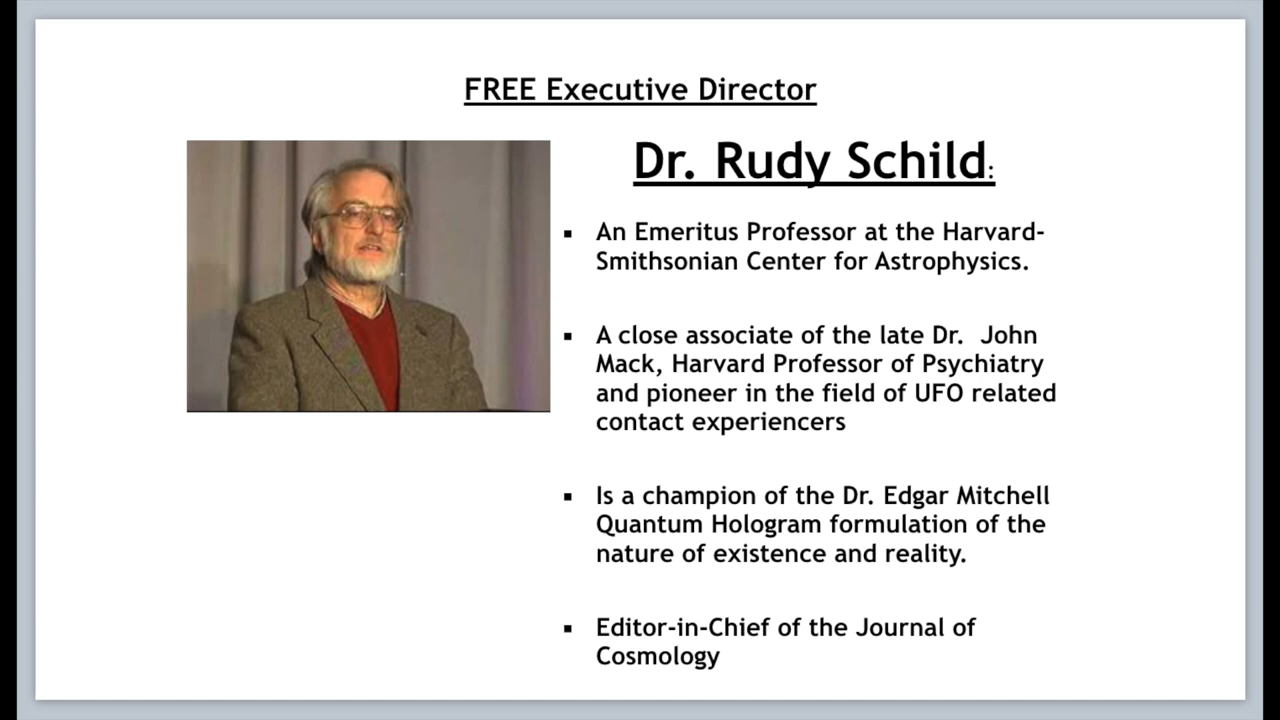 FREE Executive Director
Dr. Rudy Schild:
▪ An Emeritus Professor at the Harvard-
Smithsonian Center for Astrophysics.
▪ A close associate of the late Dr.  John
Mack, Harvard Professor of Psychiatry
and pioneer in the field of UFO related
contact experiencers
▪ Is a champion of the Dr. Edgar Mitchell
Quantum Hologram formulation of the
nature of existence and reality.
▪ Editor-in-Chief of the Journal of
Cosmology